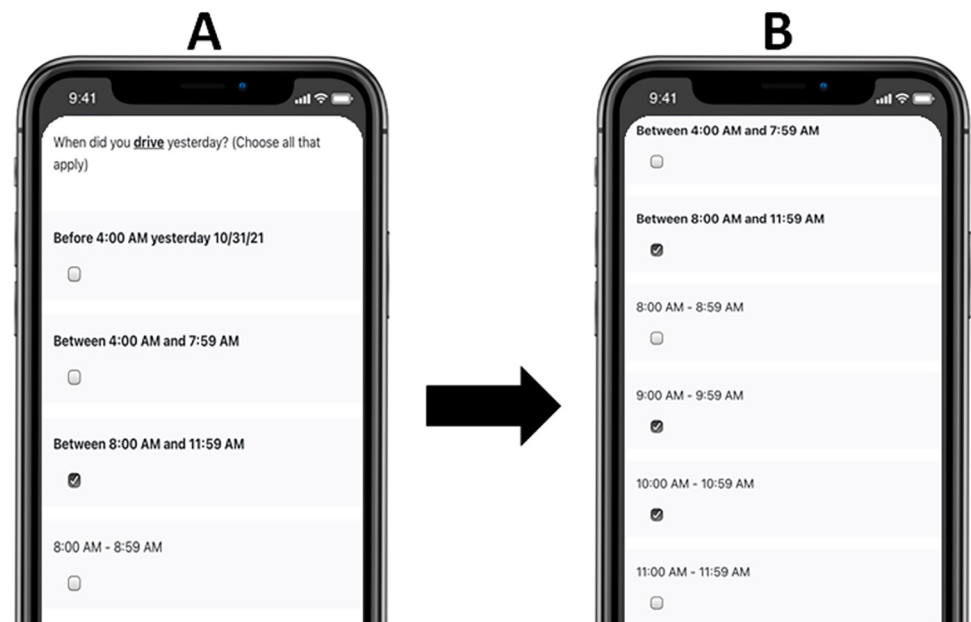 A
9:41
When did you drive yesterday? (Choose all that
apply)
Before 4:00 AM yesterday 10/31/21
Between 4:00 AM and 7:59 AM
Between 8:00 AM and 11:59 AM
8:00 AM - 8:59 AM
B
9:41
Between 4:00 AM and 7:59 AM
Between 8:00 AM and 11:59 AM
8:00 AM - 8:59 AM
9:00 AM - 9:59 AM
10:00 AM - 10:59 AM
11:00 AM - 11:59 AM